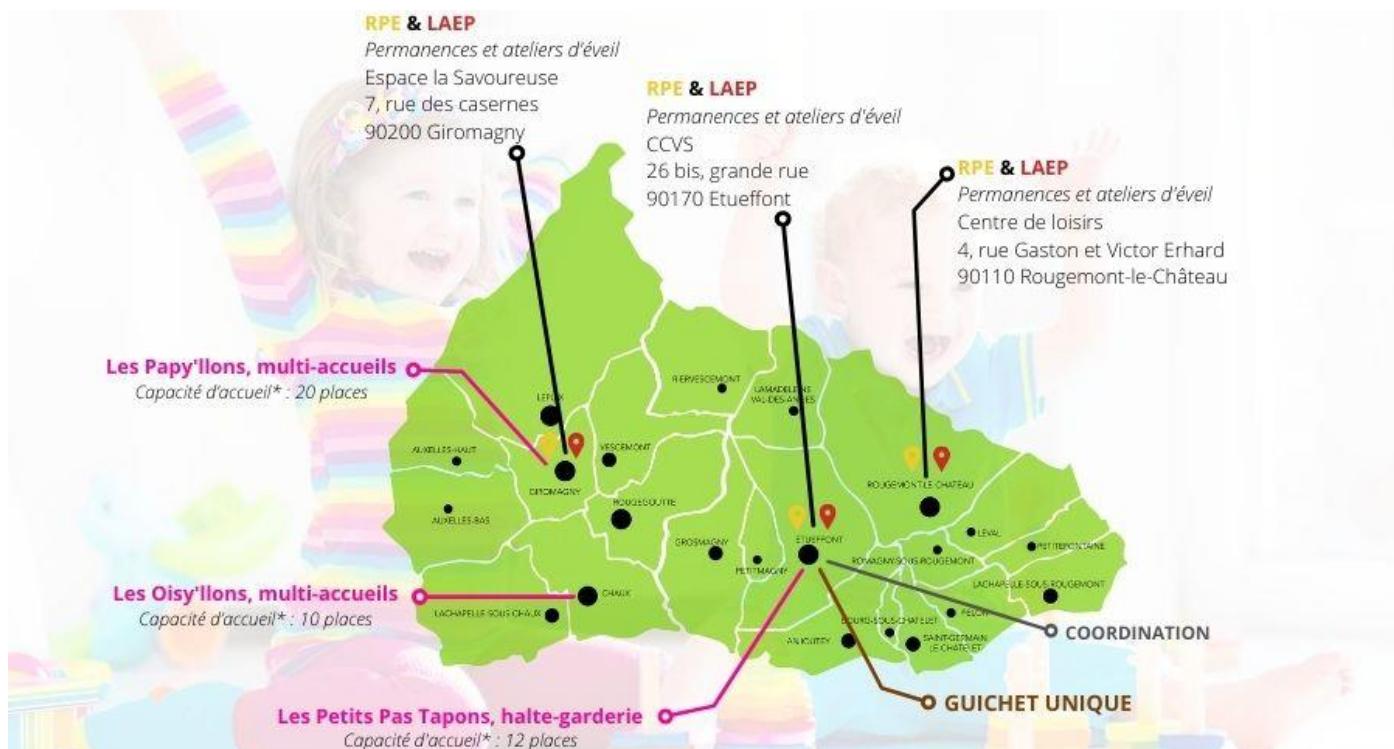 RPE & LAEP
Permanences et ateliers d'éveil
Espace la Savoureuse
7, rue des casernes
90200 Giromagny
RPE & LAEP
Permanences et ateliers d'éveil
CCVS
26 bis, grande rue
90170 Etueffont
RPE & LAEP
Permanences et ateliers d'éveil
Centre de loisirs
4, rue Gaston et Victor Erhard
90110 Rougemont-le-Château
Les Papy'llons, multi-accueils
Capacité d'accueil* : 20 places
RIERVESCEMONT
LAMADELEINE
VAL-DES-ANGES
LEPUIX
AUXELLES-HAUT
VESCEMONT
GIROMAGNY
ROUGEMONT-LE-CHATEAU
ROUGEGOUTTE
AUXELLES-BAS
GROSMAGNY
ETUEFFONT
LEVAL
PETITEFONTAINE
PETITMAGNY
ROMAGNY-SOUS-ROUGEMONT
LACHAPELLE-SOUS-ROUGEMONT
Les Oisy'llons, multi-accueils
Capacité d'accueil* : 10 places
CHAUX
LACHAPELLE-SOUS-CHAUX
FELON
BOURG-SOUS-CHATELET
ANJOUTEY
SAINT-GERMAIN
LE-CHATELET
COORDINATION
GUICHET UNIQUE
Les Petits Pas Tapons, halte-garderie
Capacité d'accueil* : 12 places